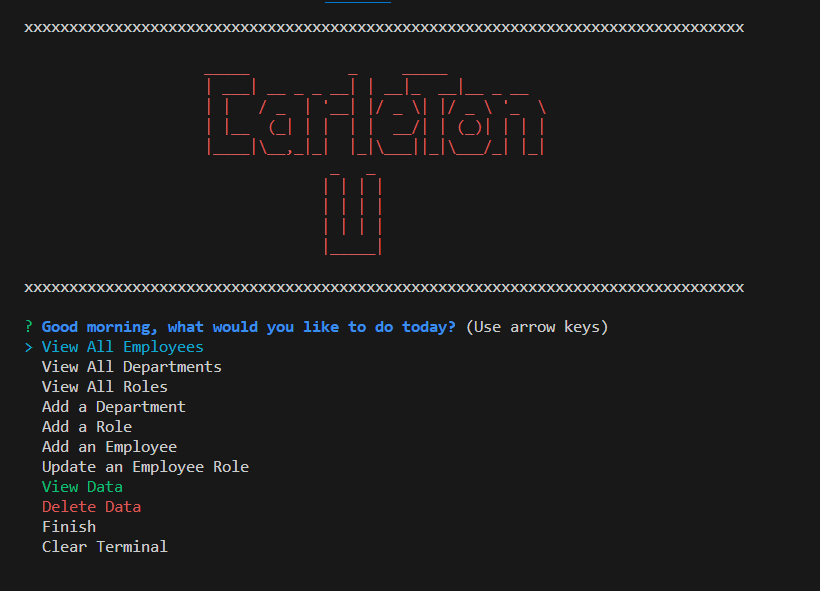 xxxxxxxxxxxxxxxxxxxxxxxxxxxxxxxxxxxxxxxxxxxxxxxxxxxxxxxxxxxxxxxxxxxxxxxxxxxxxxxx
Carleton
U
xxxxxxxxxxxxxxxxxxxxxxxxxxxxxxxxxxxxxxxxxxxxxxxxxxxxxxxxxxxxxxxxxxxxxxxxxxxxxxxx
? Good morning, what would you like to do today? (Use arrow keys)
> View All Employees
View All Departments
View All Roles
Add a Department
Add a Role
Add an Employee
Update an Employee Role
View Data
Delete Data
Finish
Clear Terminal